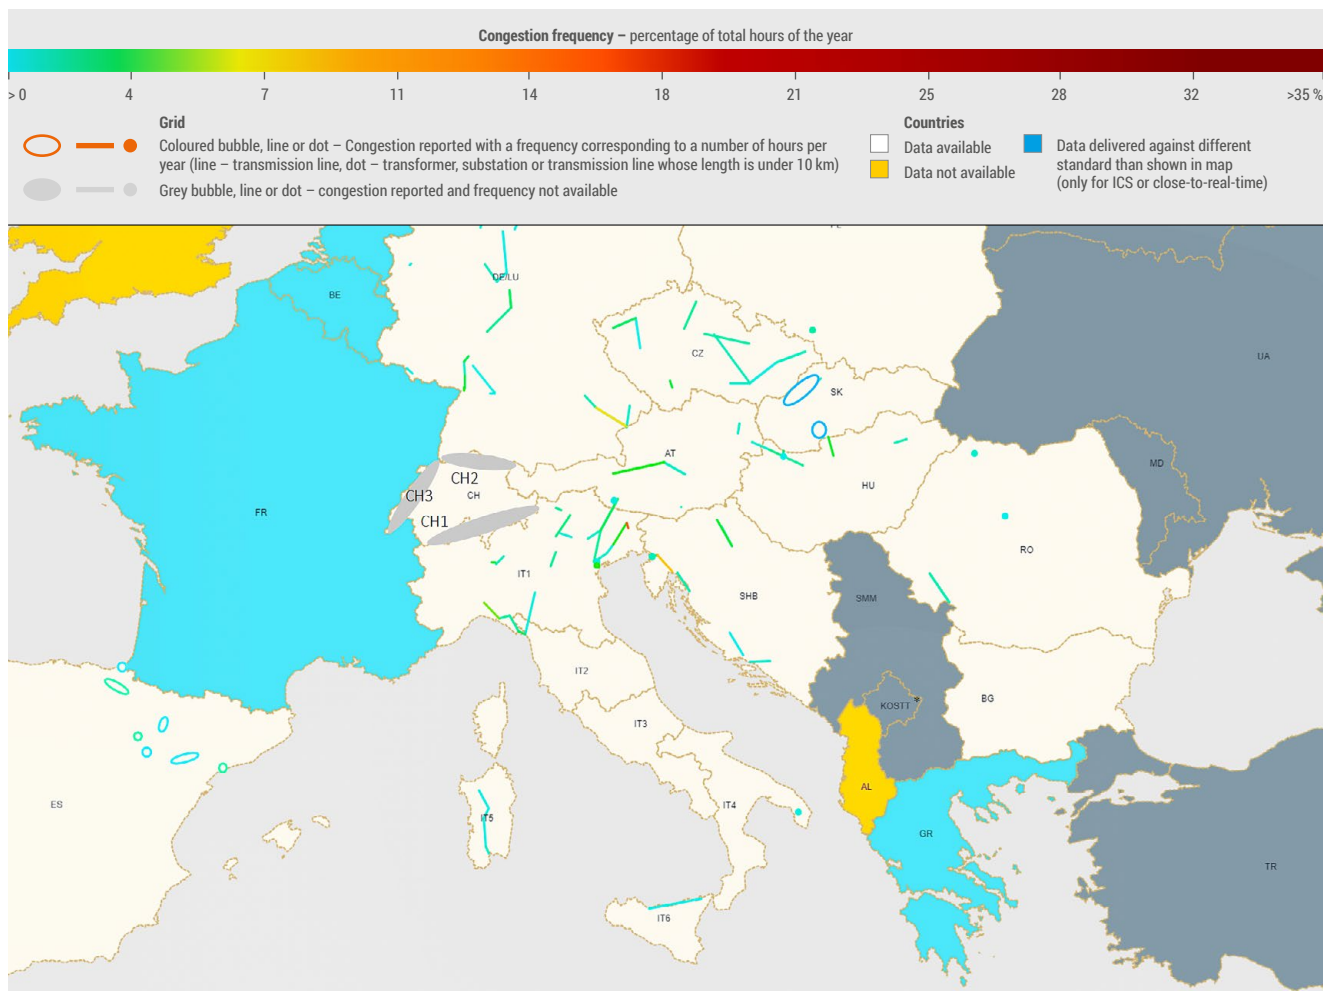 Congestion frequency – percentage of total hours of the year
> 0 4 7 11 14 18 21 25 28 32 >35 %
Grid
Coloured bubble, line or dot – Congestion reported with a frequency corresponding to a number of hours per
year (line – transmission line, dot – transformer, substation or transmission line whose length is under 10 km)
Grey bubble, line or dot – congestion reported and frequency not available
Countries
Data available
Data not available
Data delivered against different
standard than shown in map
(only for ICS or close-to-real-time)
DE/LU
BE
UA
CZ
SK
AT
MD
CH2
CH
CH3
HU
FR
CH1
RO
IT1
SHB
SMM
IT2
BG
KOSTT *
IT3
AL
ES
IT4
IT5
GR
TR
IT6